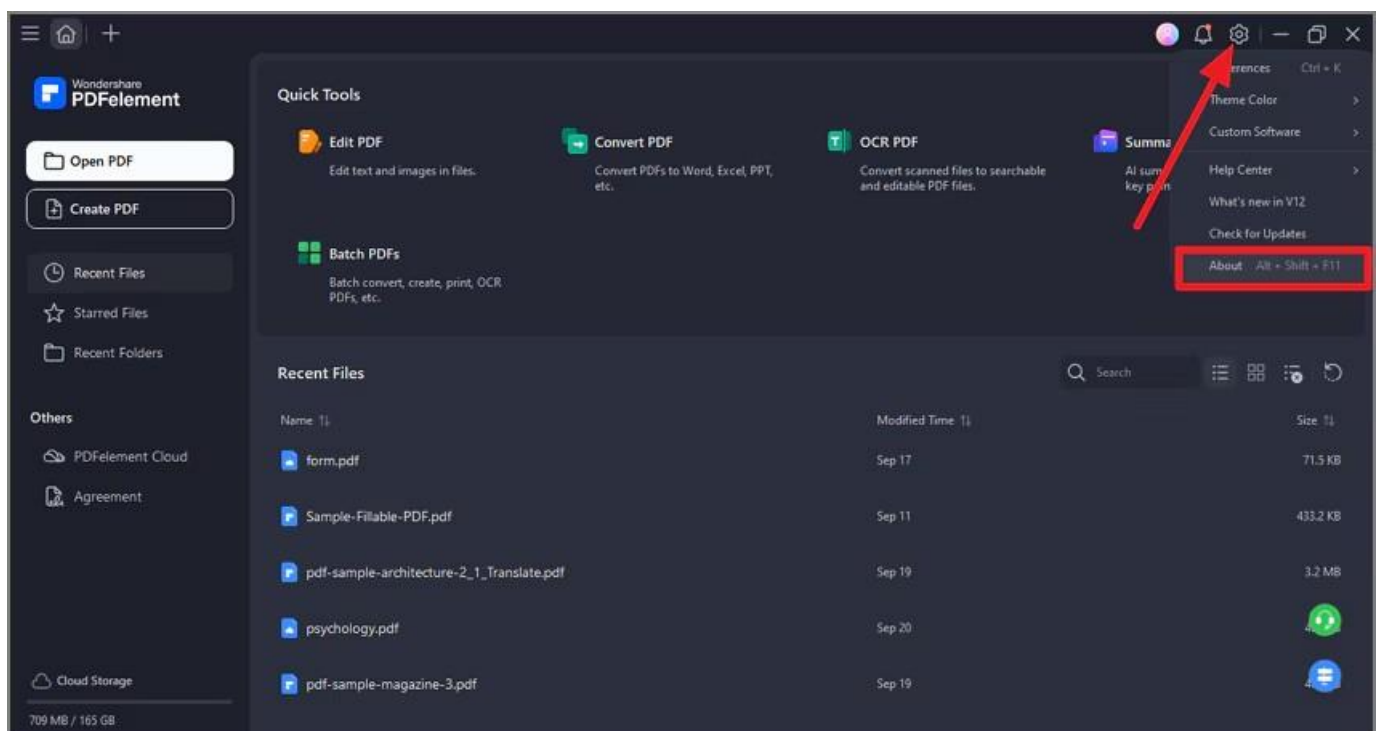 Wondershare
PDFelement
Open PDF
Create PDF
Recent Files
Starred Files
Recent Folders
Others
PDFelement Cloud
Agreement
Cloud Storage
709 MB / 165 GB
Quick Tools
Edit PDF
Edit text and images in files.
Convert PDF
Convert PDFs to Word, Excel, PPT,
etc.
OCR PDF
Convert scanned files to searchable
and editable PDF files.
Summa
AI sum
key
Batch PDFs
Batch convert, create, print, OCR
PDFs, etc.
erences Ctrl + K
Theme Color
Custom Software
Help Center
What's new in V12
Check for Updates
About Alt + Shift + F11
Recent Files
Search
Name Modified Time Size
form.pdf Sep 17 71.5 KB
Sample-Fillable-PDF.pdf Sep 11 433.2 KB
pdf-sample-architecture-2_1_Translate.pdf Sep 19 3.2 MB
psychology.pdf Sep 20
pdf-sample-magazine-3.pdf Sep 19